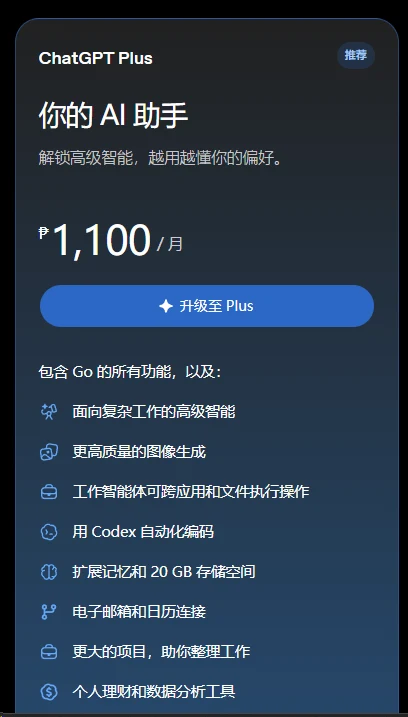 ChatGPT Plus
推荐
你的 AI 助手
解锁高级智能，越用越懂你的偏好。
₱1,100 / 月
升级至 Plus
包含 Go 的所有功能，以及：
面向复杂工作的高级智能
更高质量的图像生成
工作智能体可跨应用和文件执行操作
用 Codex 自动化编码
扩展记忆和 20 GB 存储空间
电子邮箱和日历连接
更大的项目，助你整理工作
个人理财和数据分析工具